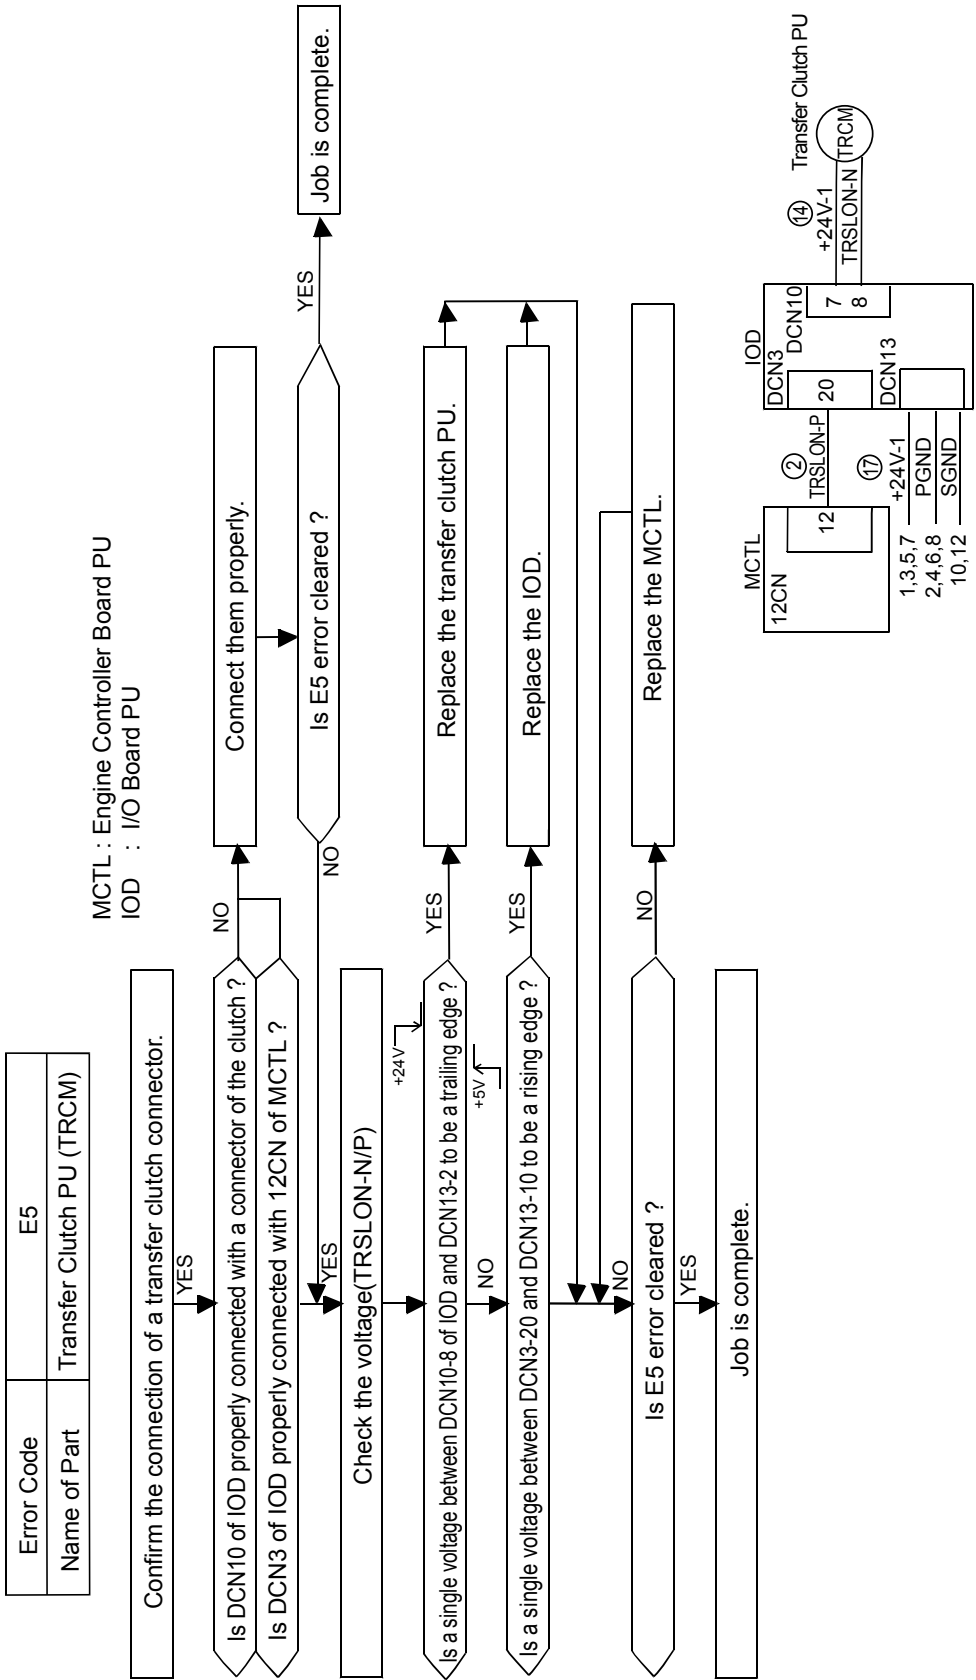 Error Code E5
Name of Part Transfer Clutch PU (TRCM)
MCTL : Engine Controller Board PU
IOD : I/O Board PU
Confirm the connection of a transfer clutch connector.
YES
Is DCN10 of IOD properly connected with a connector of the clutch ?
NO
Connect them properly.
Is DCN3 of IOD properly connected with 12CN of MCTL ?
Is E5 error cleared ?
YES
Job is complete.
NO
YES
Check the voltage(TRSLON-N/P)
+24V
Is a single voltage between DCN10-8 of IOD and DCN13-2 to be a trailing edge ?
YES
Replace the transfer clutch PU.
NO
+5V
Is a single voltage between DCN3-20 and DCN13-10 to be a rising edge ?
YES
Replace the IOD.
NO
Is E5 error cleared ?
NO
Replace the MCTL.
YES
Job is complete.
MCTL
12CN
12
2
TRSLON-P
17
1,3,5,7 +24V-1
2,4,6,8 PGND
10,12 SGND
IOD
DCN3
20
DCN13
DCN10
7
8
14
+24V-1
TRSLON-N
Transfer Clutch PU
TRCM